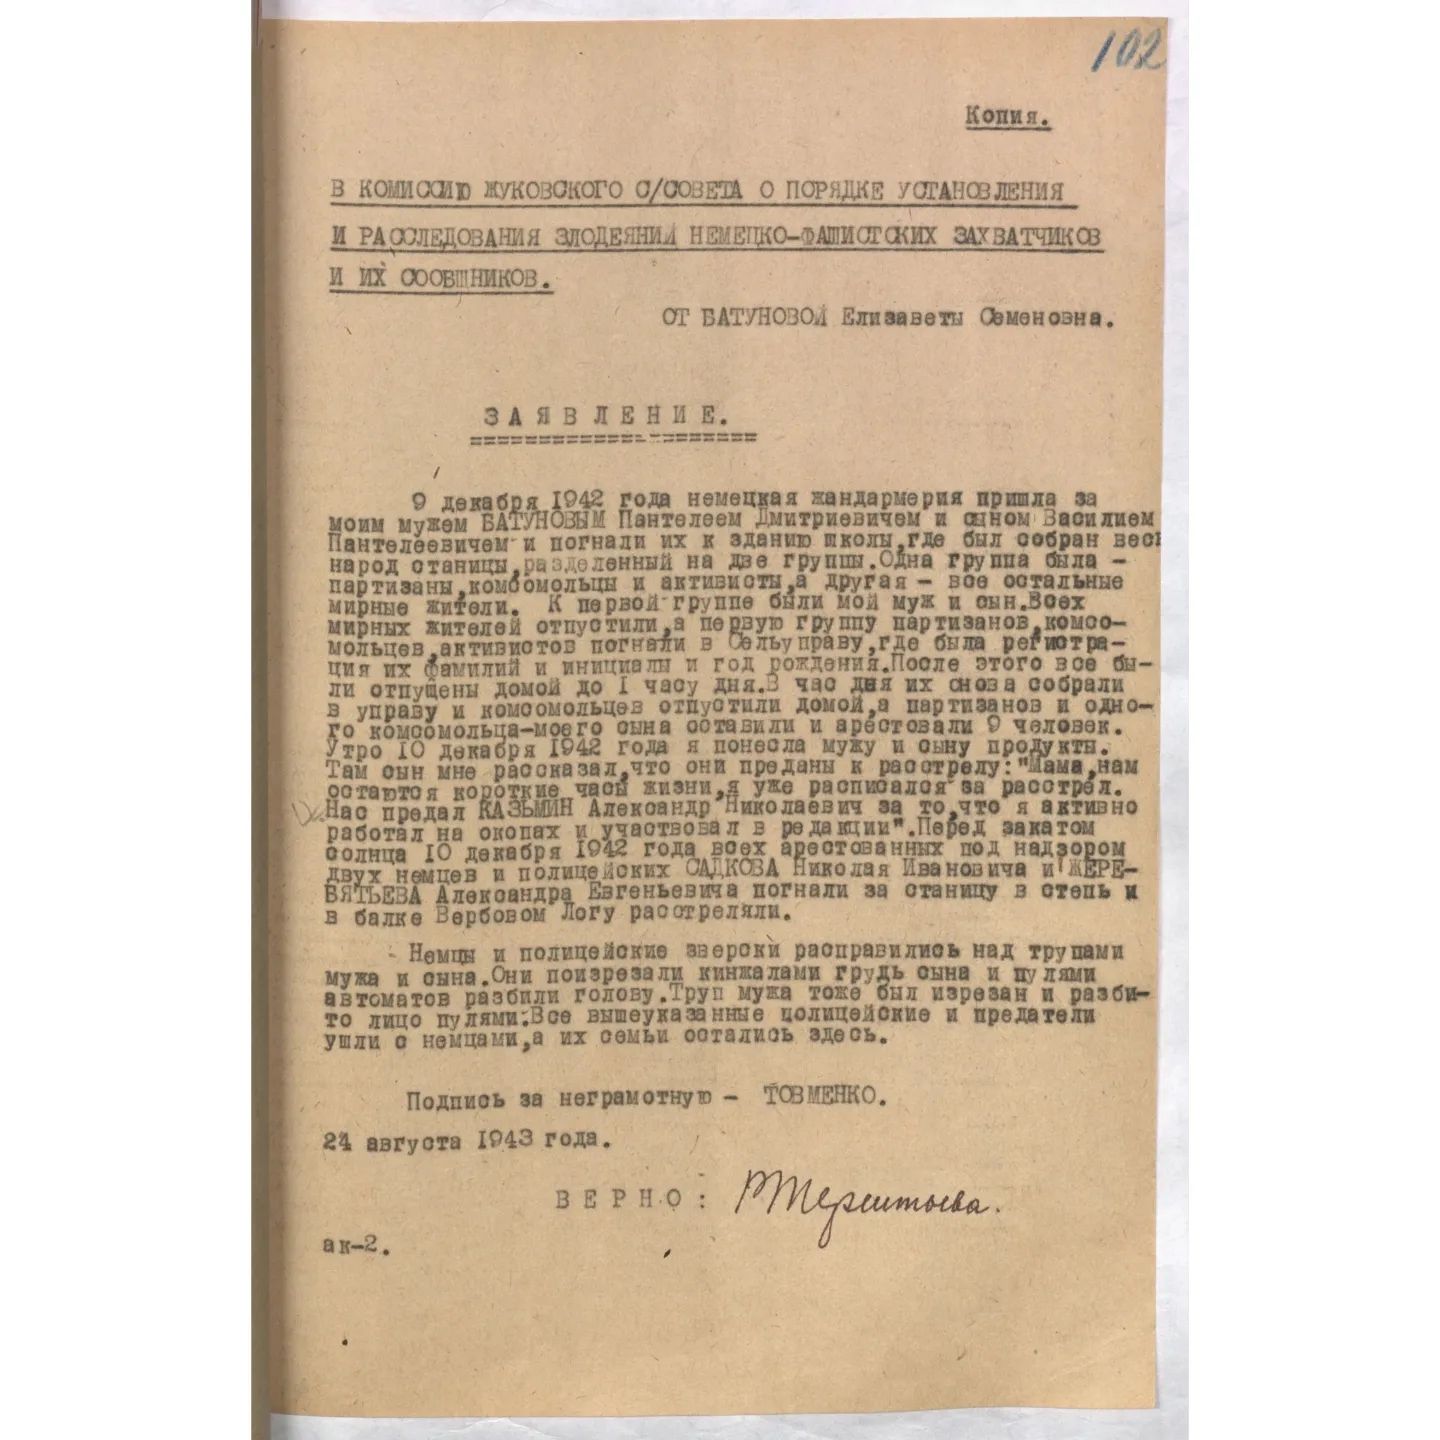 102
Копия.
В КОМИССИЮ ЖУКОВСКОГО С/СОВЕТА О ПОРЯДКЕ УСТАНОВЛЕНИЯ
И РАССЛЕДОВАНИЯ ЗЛОДЕЯНИЙ НЕМЕЦКО-ФАШИСТСКИХ ЗАХВАТЧИКОВ
И ИХ СООВЩНИКОВ.
ОТ БАТУНОВОЙ Елизаветы Семеновна.
ЗАЯВЛЕНИЕ.
9 декабря 1942 года немецкая жандармерия пришла за
моим мужем БАТУНОВЫМ Пантелеем Дмитриевичем и сыном Василием
Пантелеевичем и погнали их к зданию школы,где был собран весь
народ станицы,разделенный на две группы.Одна группа была -
партизаны,комсомольцы и активисты,а другая - все остальные
мирные жители. К первой группе были мой муж и сын.Всех
мирных жителей отпустили,а первую группу партизанов,комсо-
мольцев,активистов погнали в Сельуправу,где была регистра-
ция их фамилий и инициалы и год рождения.После этого все бы-
ли отпущены домой до I часу дня.В час дня их снова собрали
в управу и комсомольцев отпустили домой,а партизанов и одно-
го комсомольца-моего сына оставили и арестовали 9 человек.
Утро 10 декабря 1942 года я понесла мужу и сыну продукты.
Там сын мне рассказал,что они преданы к расстрелу:"Мама,нам
остаются короткие часы жизни,я уже расписался за расстрел.
Нас предал КАЗЬМИН Александр Николаевич за то,что я активно
работал на окопах и участвовал в редакции".Перед закатом
солнца 10 декабря 1942 года всех арестованных под надзором
двух немцев и полицейских САДКОВА Николая Ивановича и ЖЕРЕ-
ВЯТЬЕВА Александра Евгеньевича погнали за станицу в степь и
в балке Вербовом Логу расстреляли.
Немцы и полицейские зверски расправились над трупами
мужа и сына.Они поизрезали кинжалами грудь сына и пулями
автоматов разбили голову.Труп мужа тоже был изрезан и разби-
то лицо пулями.Все вышеуказанные полицейские и предатели
ушли с немцами,а их семьи остались здесь.
Подпись за неграмотную - ТОВМЕНКО.
24 августа 1943 года.
ВЕРНО:
ак-2.